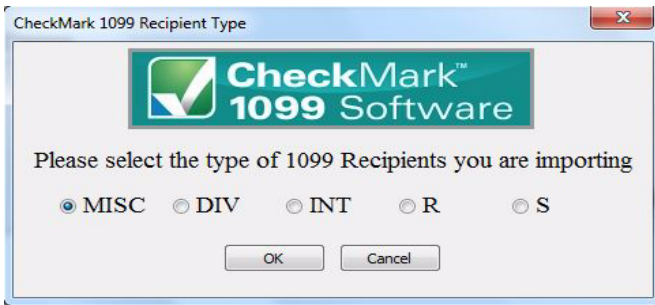 CheckMark 1099 Recipient Type
CheckMark™
1099 Software
Please select the type of 1099 Recipients you are importing
MISC DIV INT R S
OK Cancel